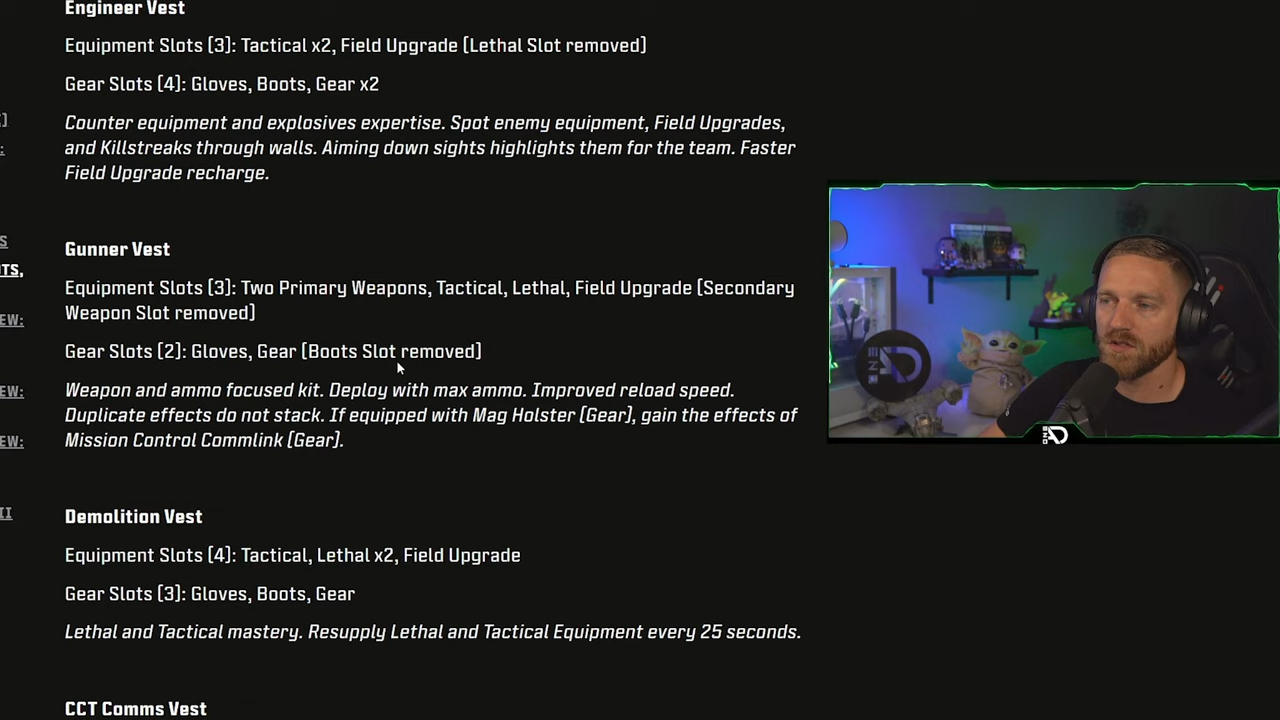 Engineer Vest
Equipment Slots [3]: Tactical x2, Field Upgrade [Lethal Slot removed]
Gear Slots [4]: Gloves, Boots, Gear x2
]
:
Counter equipment and explosives expertise. Spot enemy equipment, Field Upgrades,
and Killstreaks through walls. Aiming down sights highlights them for the team. Faster
Field Upgrade recharge.
S
Gunner Vest
OTS,
Equipment Slots [3]: Two Primary Weapons, Tactical, Lethal, Field Upgrade [Secondary
Weapon Slot removed]
EW:
Gear Slots [2]: Gloves, Gear [Boots Slot removed]
EW:
Weapon and ammo focused kit. Deploy with max ammo. Improved reload speed.
Duplicate effects do not stack. If equipped with Mag Holster [Gear], gain the effects of
Mission Control Commlink [Gear].
EW:
II
Demolition Vest
Equipment Slots [4]: Tactical, Lethal x2, Field Upgrade
Gear Slots [3]: Gloves, Boots, Gear
Lethal and Tactical mastery. Resupply Lethal and Tactical Equipment every 25 seconds.
CCT Comms Vest